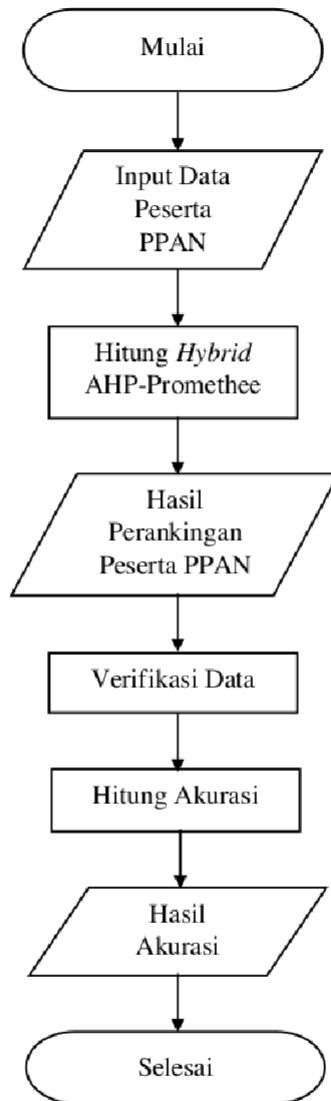 Mulai
Input Data
Peserta
PPAN
Hitung Hybrid
AHP-Promethee
Hasil
Perankingan
Peserta PPAN
Verifikasi Data
Hitung Akurasi
Hasil
Akurasi
Selesai